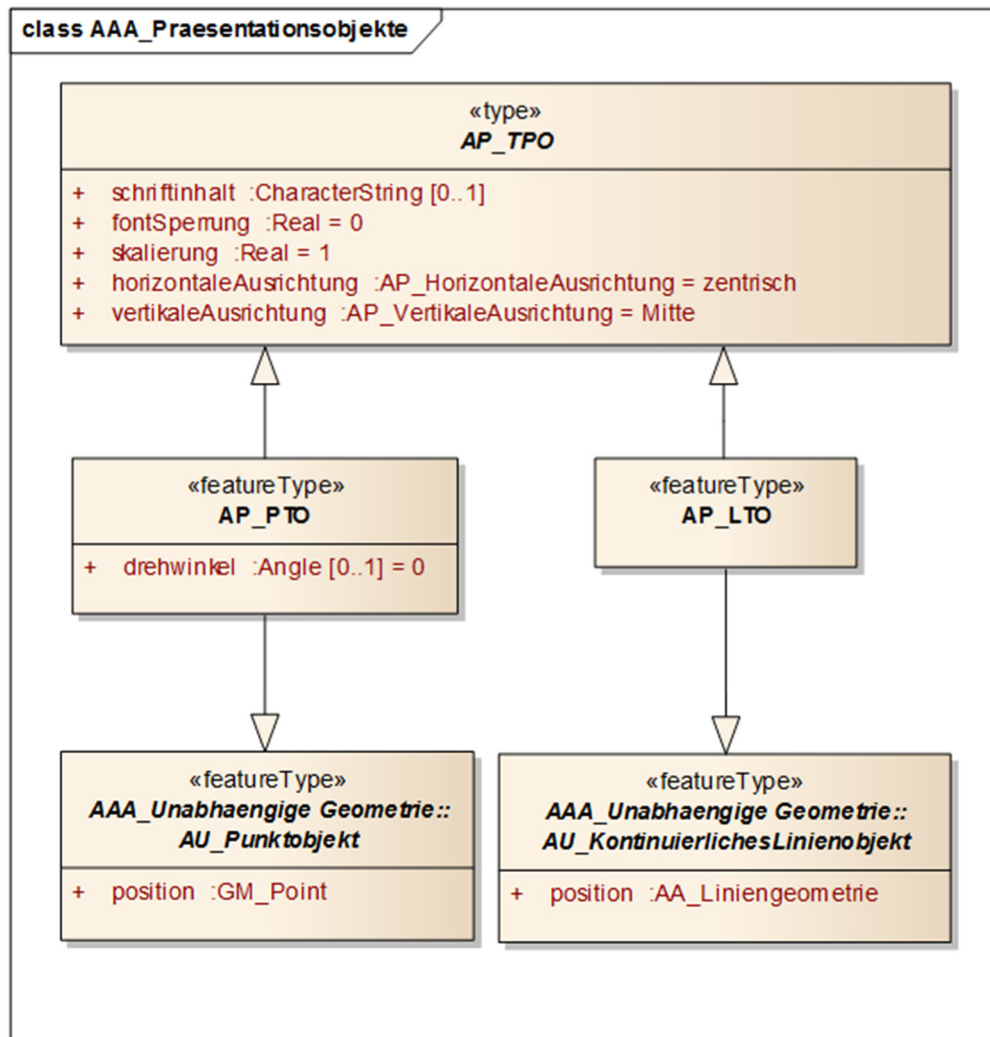 class AAA_Praesentationsobjekte
«type»
AP_TPO
+ schriftinhalt :CharacterString [0..1]
+ fontSperrung :Real = 0
+ skalierung :Real = 1
+ horizontaleAusrichtung :AP_HorizontaleAusrichtung = zentrisch
+ vertikaleAusrichtung :AP_VertikaleAusrichtung = Mitte
«featureType»
AP_PTO
+ drehwinkel :Angle [0..1] = 0
«featureType»
AP_LTO
«featureType»
AAA_Unabhaengige Geometrie::
AU_Punktobjekt
+ position :GM_Point
«featureType»
AAA_Unabhaengige Geometrie::
AU_KontinuierlichesLinienobjekt
+ position :AA_Liniengeometrie